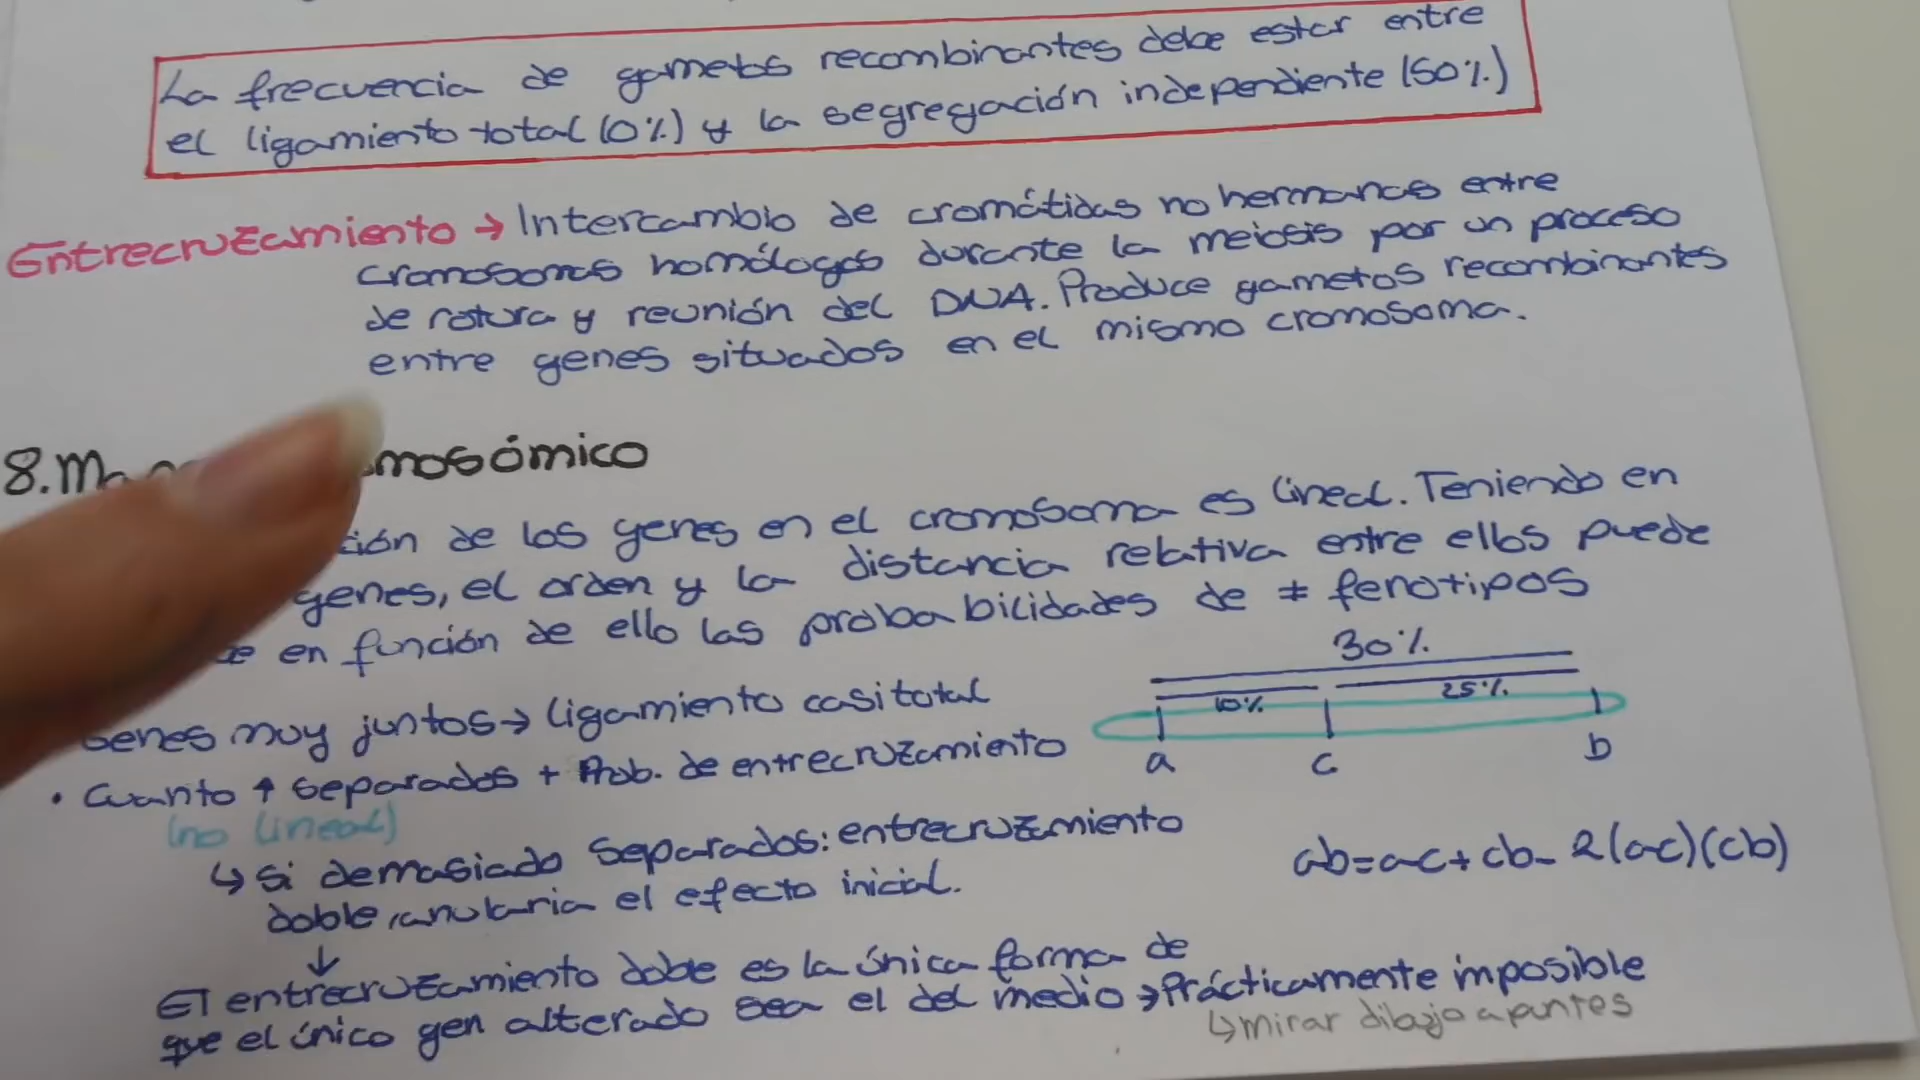 La frecuencia de gametos recombinantes debe estar entre
el ligamiento total (0%) y la segregación independiente (50%)
Entrecruzamiento → Intercambio de cromátidas no hermanas entre
cromosomas homólogos durante la meiosis por un proceso
de rotura y reunión del DNA. Produce gametos recombinantes
entre genes situados en el mismo cromosoma.
8. Ma mosómico
ción de los genes en el cromosoma es lineal. Teniendo en
genes, el orden y la distancia relativa entre ellos puede
se en función de ello las probabilidades de ≠ fenotipos
30%
10% 25%
a c b
Genes muy juntos → ligamiento casi total
• Cuanto ↑ separados + Prob. de entrecruzamiento
(no lineal)
↳ Si demasiado separados: entrecruzamiento
doble, anularia el efecto inicial.
↓
El entrecruzamiento doble es la única forma de
que el único gen alterado sea el del medio → Prácticamente imposible
↳ mirar dibujo apuntes
ab = ac + cb - 2(ac)(cb)